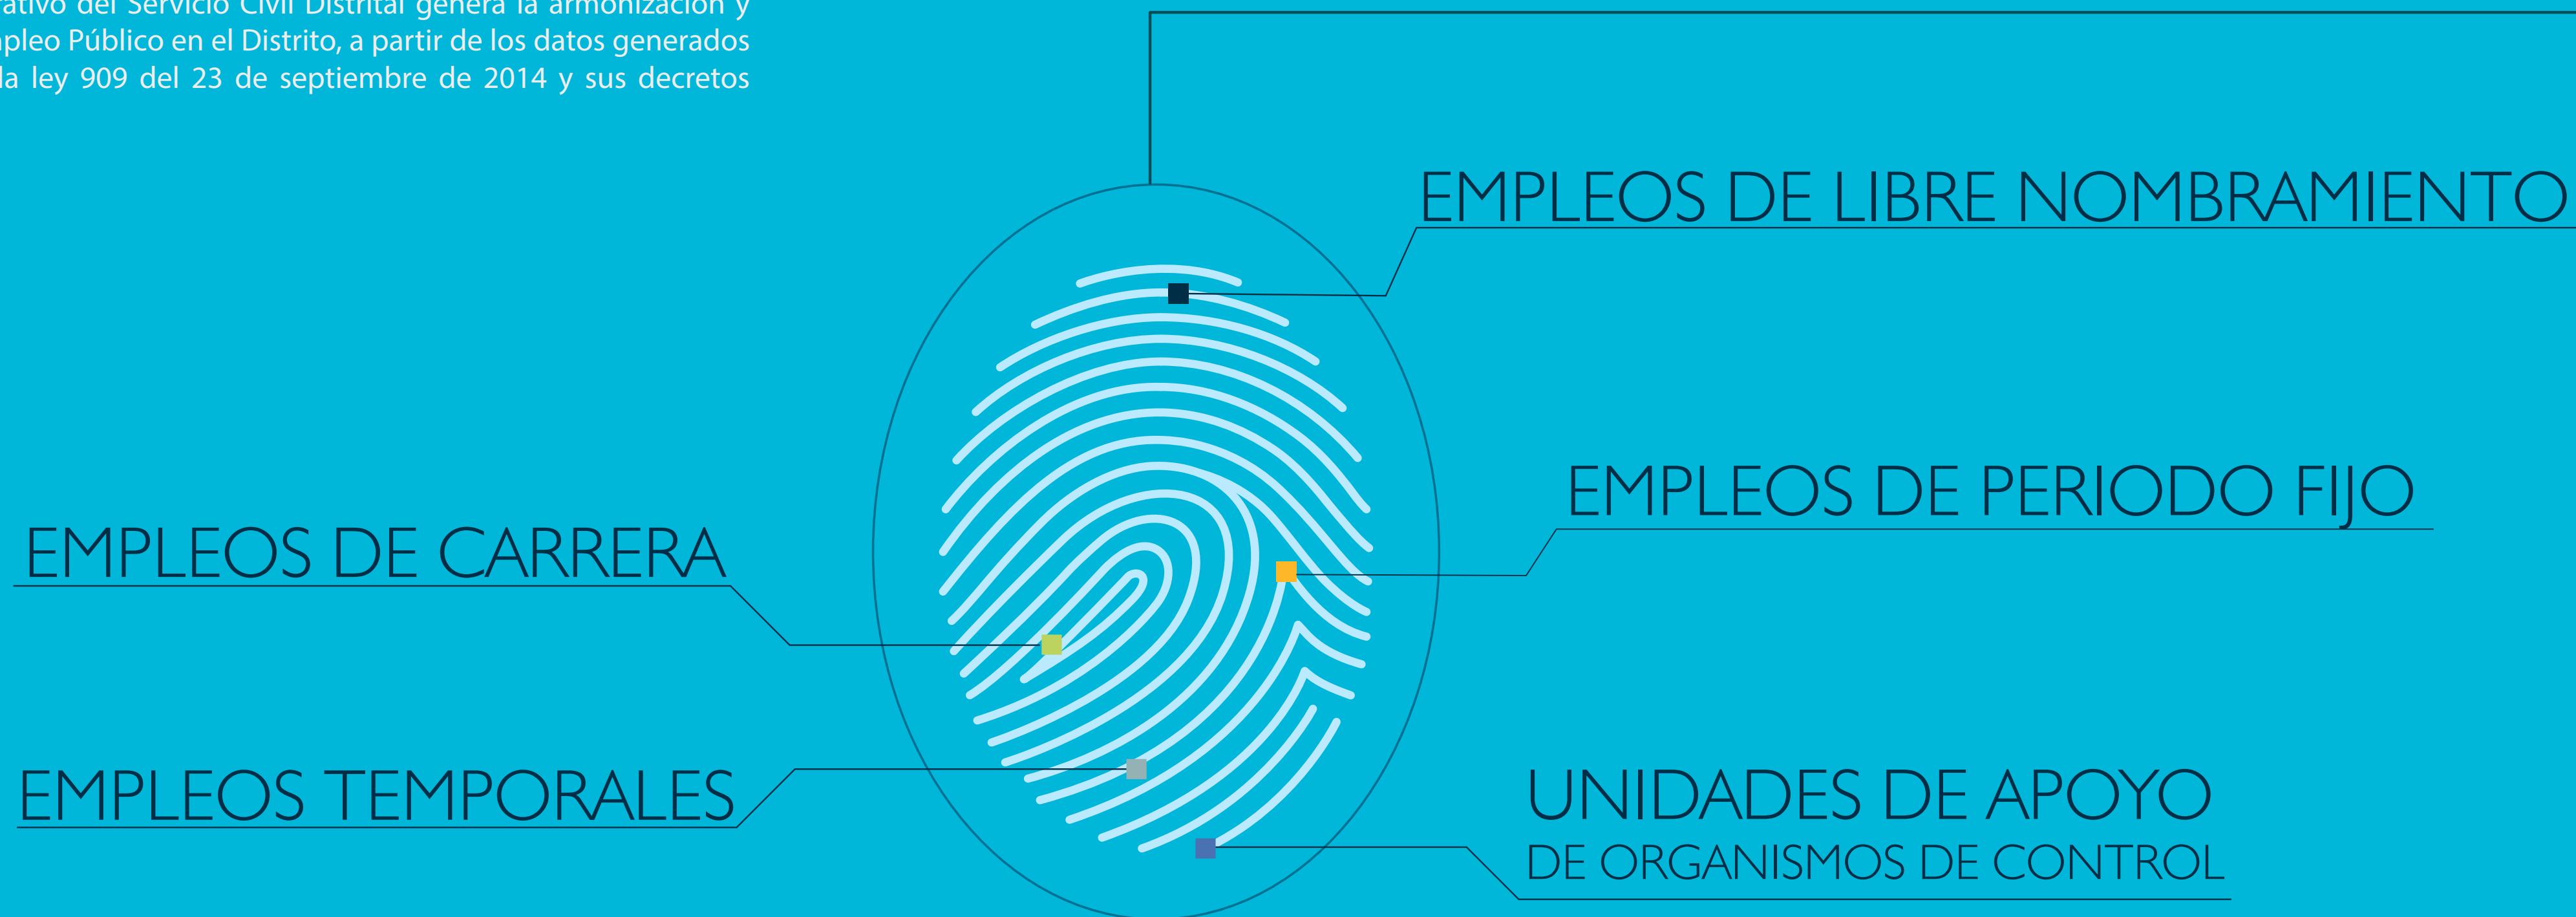 del Servicio Civil Distrital genera la armonización y
Público en el Distrito, a partir de los datos generados
la ley 909 del 23 de septiembre de 2014 y sus decretos
EMPLEOS DE LIBRE NOMBRAMIENTO
EMPLEOS DE PERIODO FIJO
EMPLEOS DE CARRERA
EMPLEOS TEMPORALES
UNIDADES DE APOYO
DE ORGANISMOS DE CONTROL